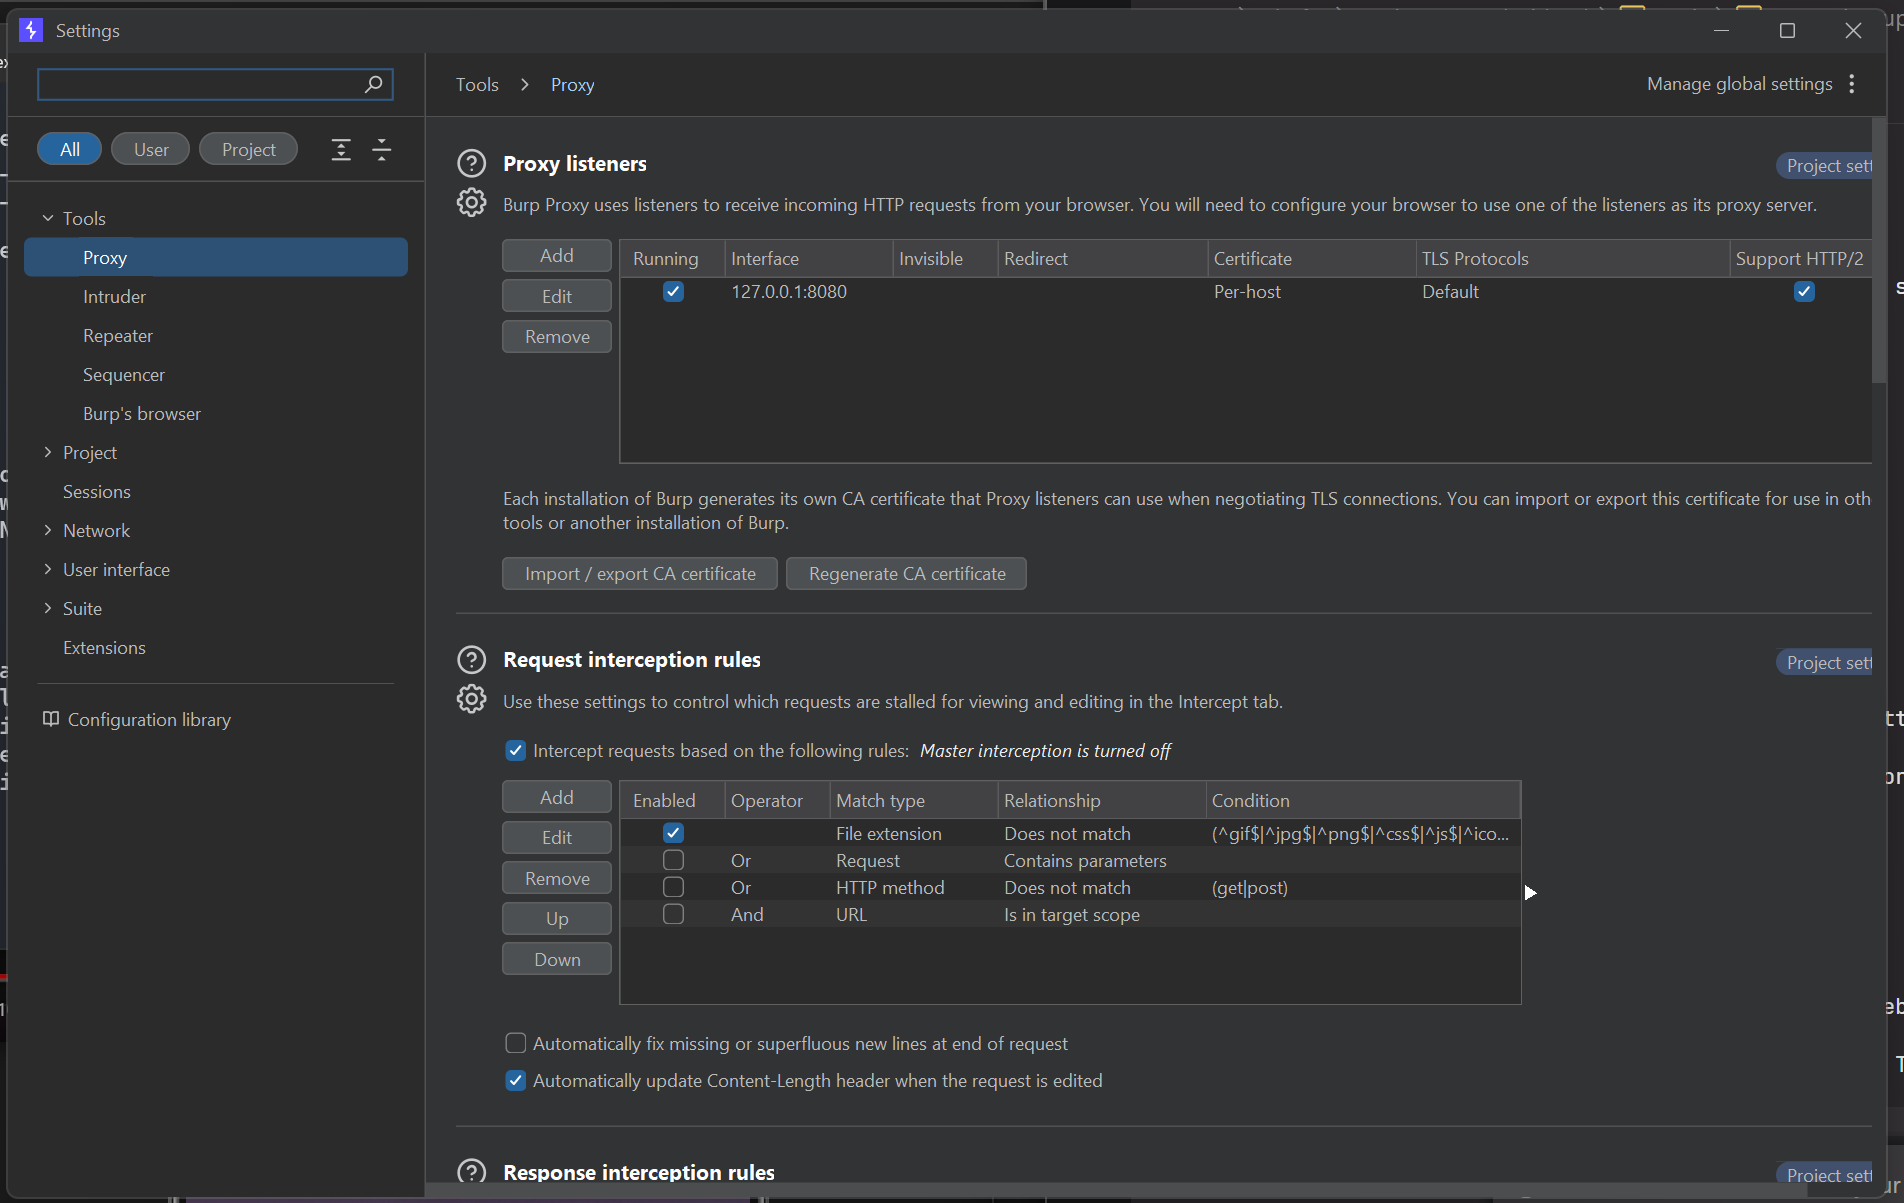 Settings
Tools > Proxy
Manage global settings
All
User
Project
Tools
Proxy
Intruder
Repeater
Sequencer
Burp's browser
Project
Sessions
Network
User interface
Suite
Extensions
Configuration library
Proxy listeners
Project sett
Burp Proxy uses listeners to receive incoming HTTP requests from your browser. You will need to configure your browser to use one of the listeners as its proxy server.
Add
Edit
Remove
Running Interface Invisible Redirect Certificate TLS Protocols Support HTTP/2
127.0.0.1:8080 Per-host Default
Each installation of Burp generates its own CA certificate that Proxy listeners can use when negotiating TLS connections. You can import or export this certificate for use in oth
tools or another installation of Burp.
Import / export CA certificate
Regenerate CA certificate
Request interception rules
Project sett
Use these settings to control which requests are stalled for viewing and editing in the Intercept tab.
Intercept requests based on the following rules: Master interception is turned off
Add
Edit
Remove
Up
Down
Enabled Operator Match type Relationship Condition
File extension Does not match (^gif$|^jpg$|^png$|^css$|^js$|^ico...
Or Request Contains parameters
Or HTTP method Does not match (get|post)
And URL Is in target scope
Automatically fix missing or superfluous new lines at end of request
Automatically update Content-Length header when the request is edited
Response interception rules
Project sett